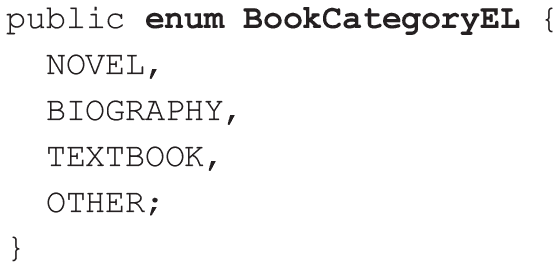 public enum BookCategoryEL {
  NOVEL,
  BIOGRAPHY,
  TEXTBOOK,
  OTHER;
}